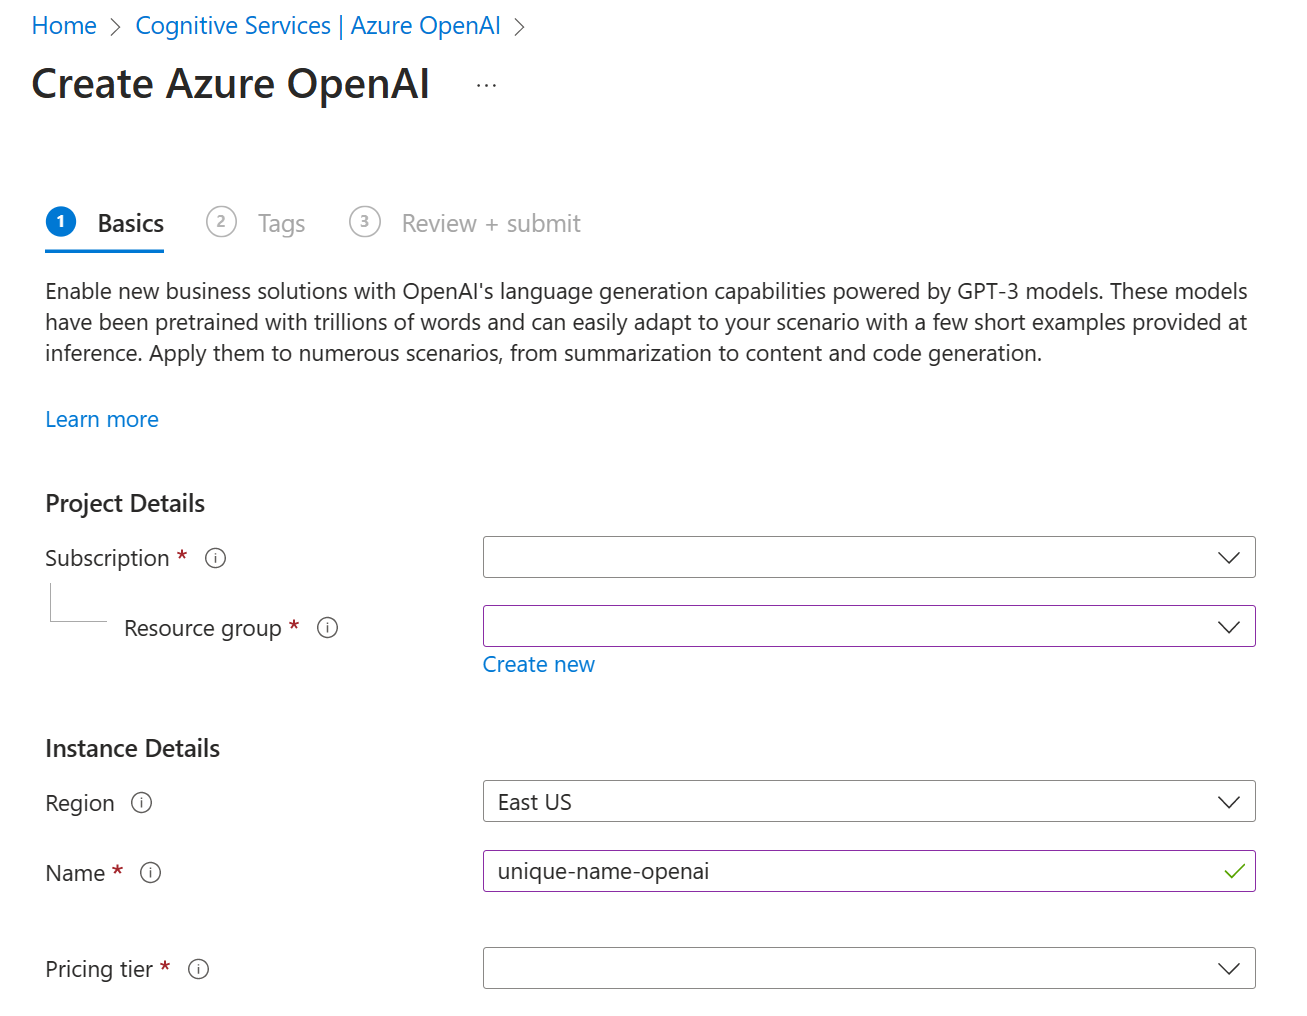 Home > Cognitive Services | Azure OpenAI >
Create Azure OpenAI ...
1 Basics 2 Tags 3 Review + submit
Enable new business solutions with OpenAI's language generation capabilities powered by GPT-3 models. These models
have been pretrained with trillions of words and can easily adapt to your scenario with a few short examples provided at
inference. Apply them to numerous scenarios, from summarization to content and code generation.
Learn more
Project Details
Subscription *
Resource group *
Create new
Instance Details
Region East US
Name * unique-name-openai
Pricing tier *